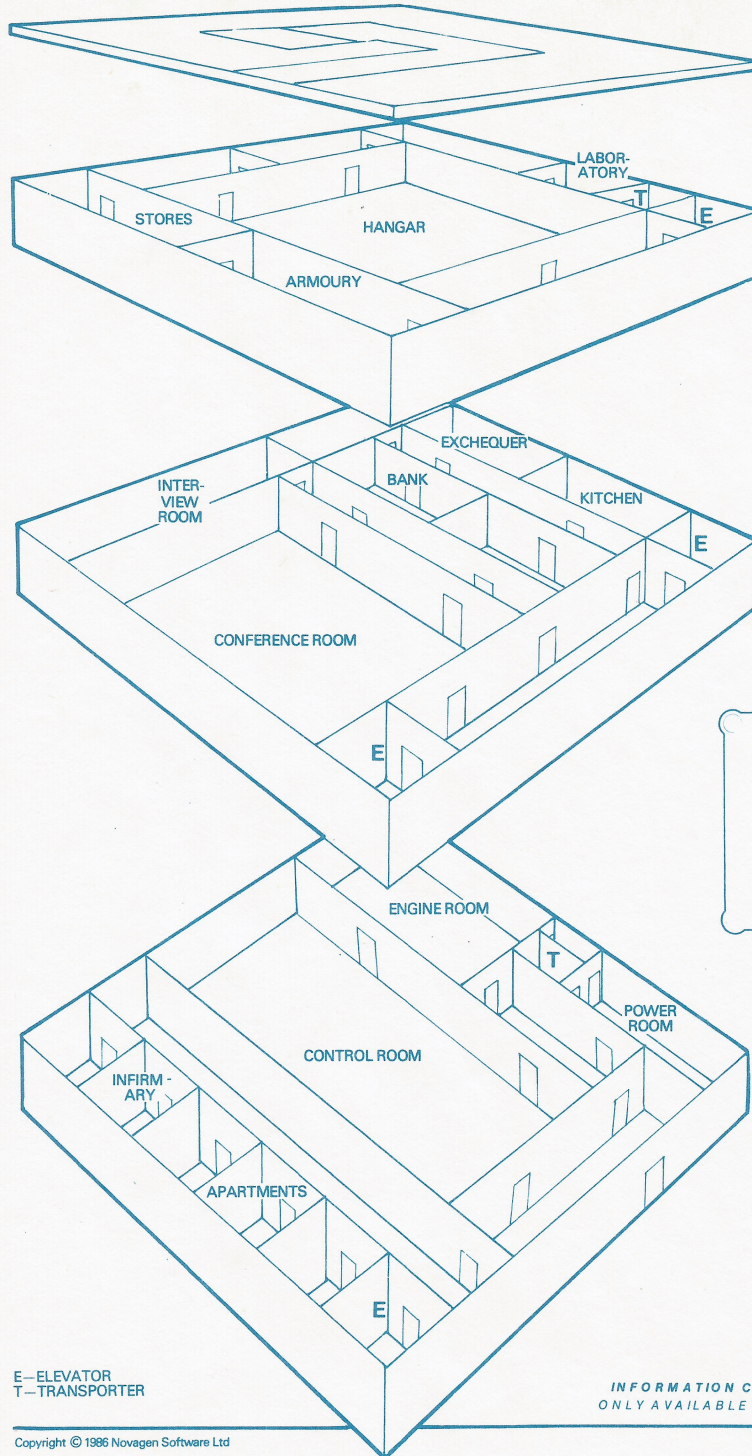 LABOR-
ATORY
T
E
STORES
HANGAR
ARMOURY
EXCHEQUER
BANK
INTER-
VIEW
ROOM
KITCHEN
E
CONFERENCE ROOM
E
ENGINE ROOM
T
POWER
ROOM
CONTROL ROOM
INFIRM-
ARY
APARTMENTS
E
E—ELEVATOR
T—TRANSPORTER
INFORMATION C
ONLY AVAILABLE
Copyright © 1986 Novagen Software Ltd